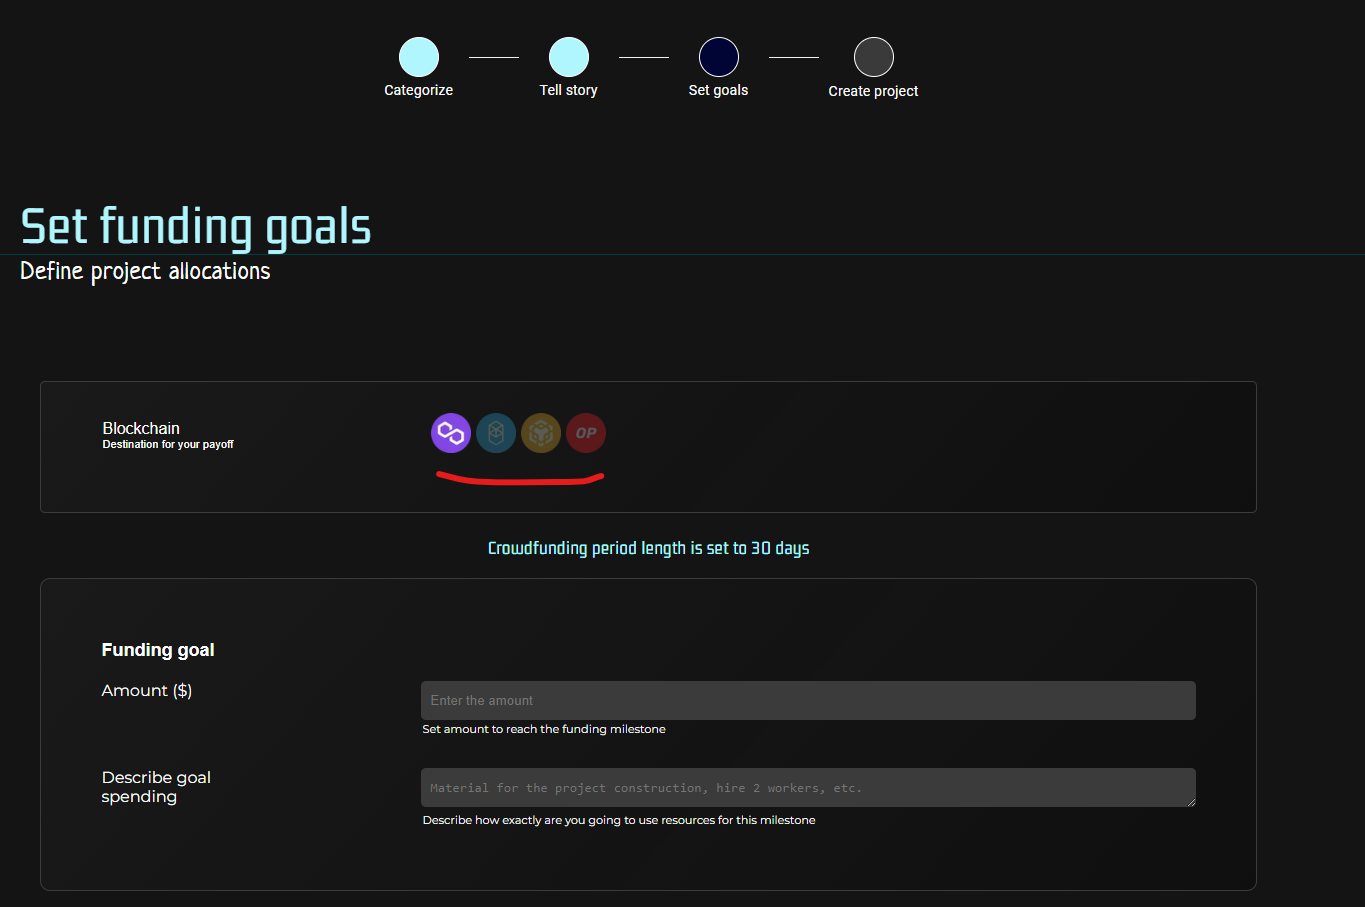 Categorize
Tell story
Set goals
Create project
Set funding goals
Define project allocations
Blockchain
Destination for your payoff
OP
Crowdfunding period length is set to 30 days
Funding goal
Amount ($)
Enter the amount
Set amount to reach the funding milestone
Describe goal
spending
Material for the project construction, hire 2 workers, etc.
Describe how exactly are you going to use resources for this milestone